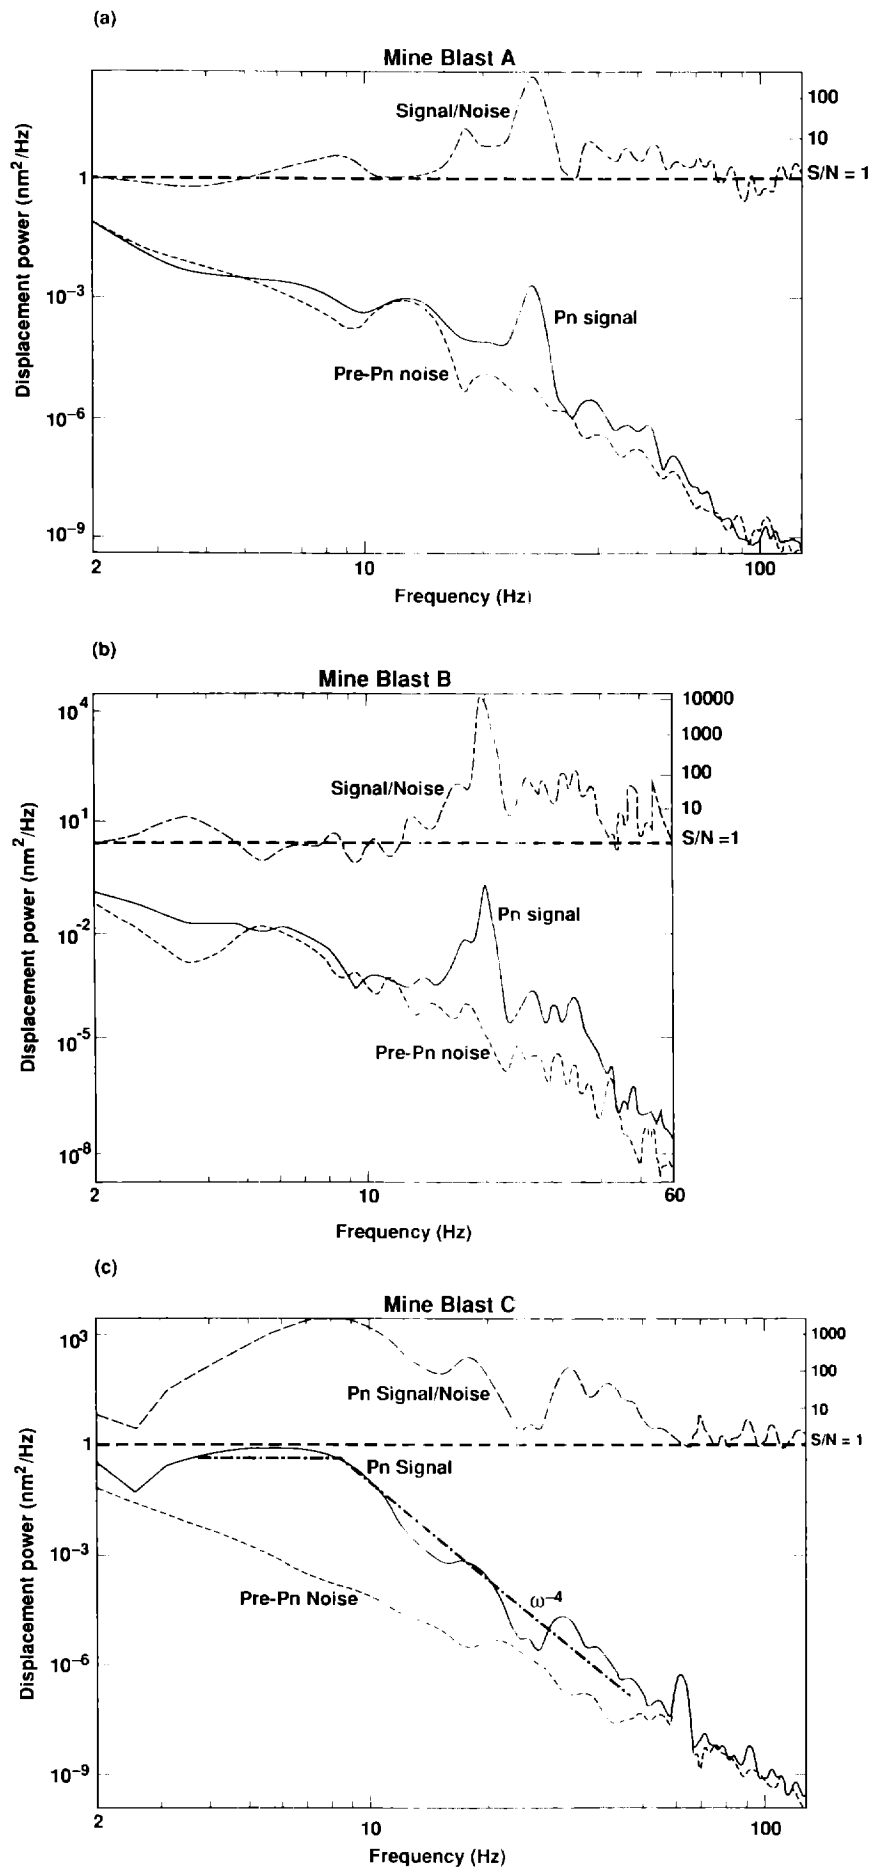 (a)
Mine Blast A
Signal/Noise
100
10
S/N = 1
1
10−3
10−6
10−9
Displacement power (nm2/Hz)
Pn signal
Pre-Pn noise
2
10
100
Frequency (Hz)
(b)
Mine Blast B
10000
1000
100
10
S/N = 1
104
101
10−2
10−5
10−8
Displacement power (nm2/Hz)
Signal/Noise
Pn signal
Pre-Pn noise
2
10
60
Frequency (Hz)
(c)
Mine Blast C
1000
100
10
S/N = 1
103
1
10−3
10−6
10−9
Displacement power (nm2/Hz)
Pn Signal/Noise
Pn Signal
Pre-Pn Noise
ω−4
2
10
100
Frequency (Hz)